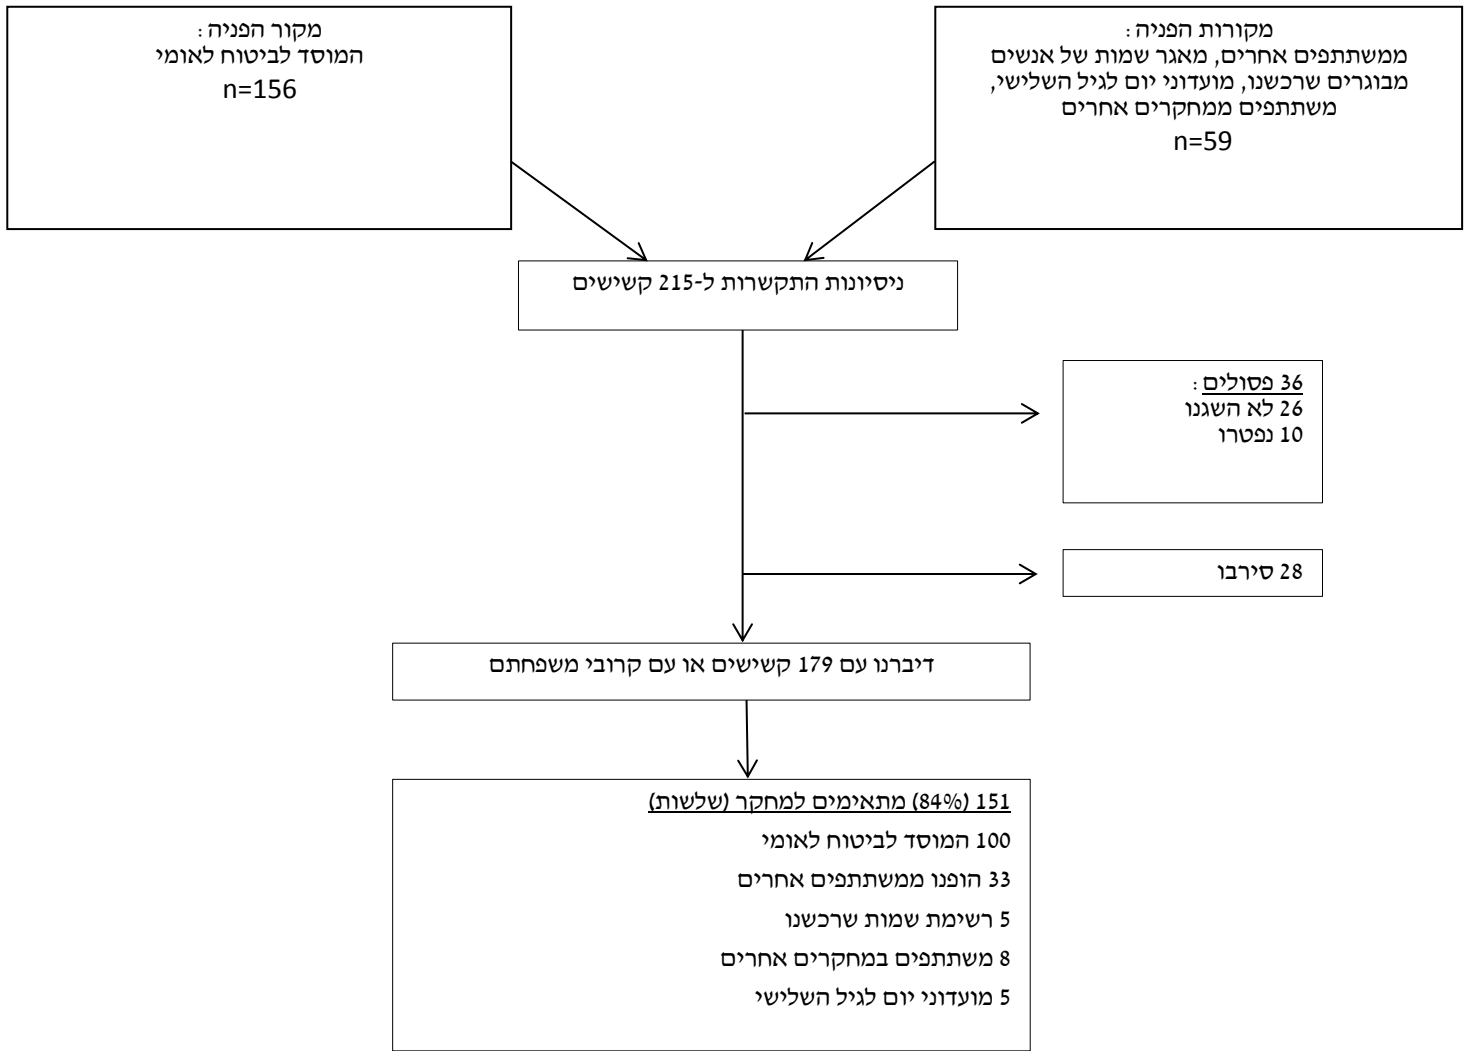 מקורות הפניה:
ממשתתפים אחרים, מאגר שמות של אנשים
מבוגרים שרכשנו, מועדוני יום לגיל השלישי,
משתתפים ממחקרים אחרים
n=59
מקור הפניה:
המוסד לביטוח לאומי
n=156
ניסיונות התקשרות ל-215 קשישים
36 פסולים:
26 לא השגנו
10 נפטרו
28 סירבו
דיברנו עם 179 קשישים או עם קרובי משפחתם
151 (84%) מתאימים למחקר (שלשות)
100 המוסד לביטוח לאומי
33 הופנו ממשתתפים אחרים
5 רשימת שמות שרכשנו
8 משתתפים במחקרים אחרים
5 מועדוני יום לגיל השלישי